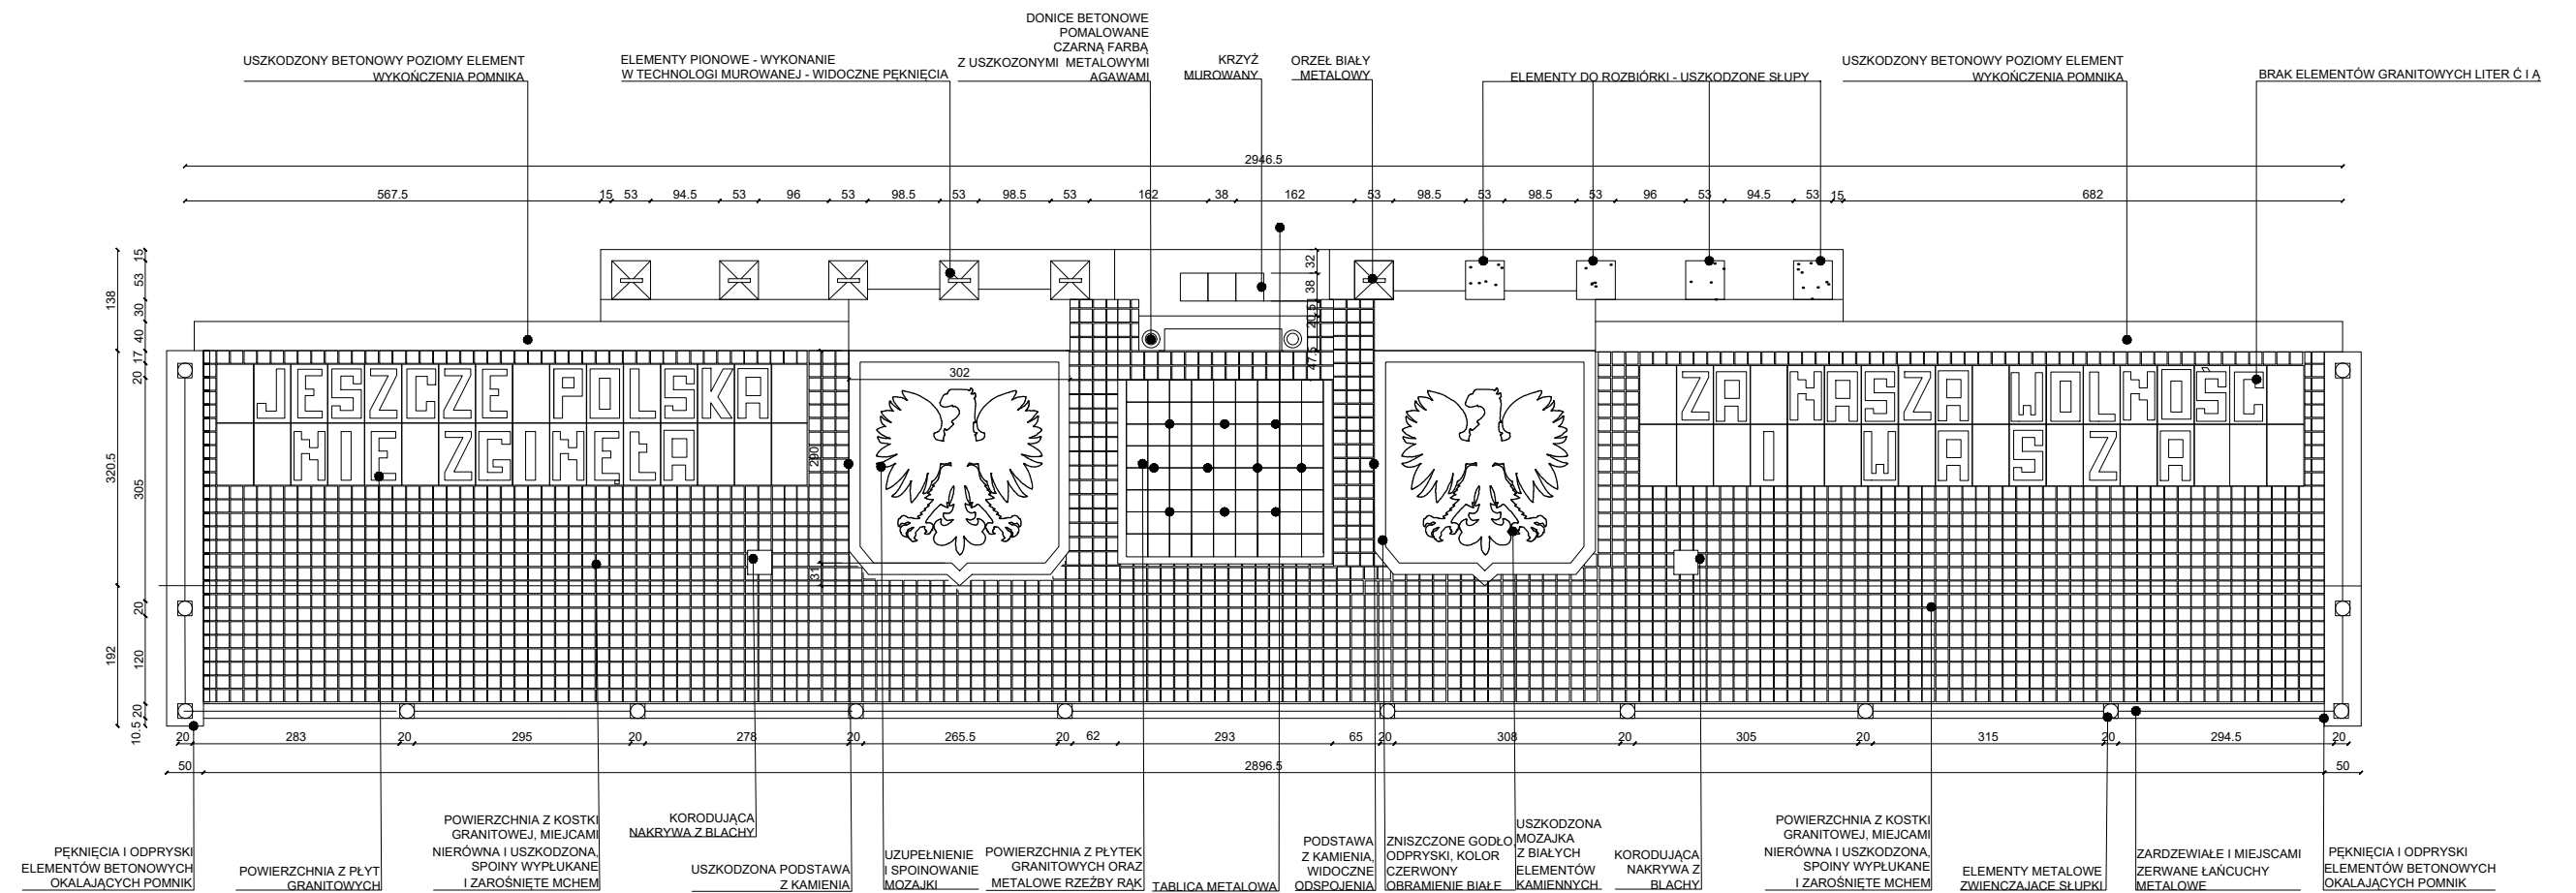 DONICE BETONOWE
POMALOWANE
CZARNĄ FARBĄ
Z USZKOZONYMI METALOWYMI
AGAWAMI
USZKODZONY BETONOWY POZIOMY ELEMENT
WYKOŃCZENIA POMNIKA
ELEMENTY PIONOWE - WYKONANIE
W TECHNOLOGI MUROWANEJ - WIDOCZNE PĘKNIĘCIA
KRZYŻ
MUROWANY
ORZEŁ BIAŁY
METALOWY
ELEMENTY DO ROZBIÓRKI - USZKODZONE SŁUPY
USZKODZONY BETONOWY POZIOMY ELEMENT
WYKOŃCZENIA POMNIKA
BRAK ELEMENTÓW GRANITOWYCH LITER Ć I Ą
2946.5
567.5 15 53 94.5 53 96 53 98.5 53 98.5 53 162 38 162 53 98.5 53 98.5 53 96 53 94.5 53 15 682
138
15
53
30
40
17
20
320.5
305
20
192
120
20
10.5
32
38
20.5
47.5
302
290
31
JESZCZE POLSKA
NIE ZGINĘŁA
ZA NASZA WOLNOŚC
I WASZA
20 283 20 295 20 278 20 265.5 20 62 293 65 20 308 20 305 20 315 20 294.5 20
50 2896.5 50
PĘKNIĘCIA I ODPRYSKI
ELEMENTÓW BETONOWYCH
OKALAJĄCYCH POMNIK
POWIERZCHNIA Z PŁYT
GRANITOWYCH
POWIERZCHNIA Z KOSTKI
GRANITOWEJ, MIEJCAMI
NIERÓWNA I USZKODZONA,
SPOINY WYPŁUKANE
I ZAROŚNIĘTE MCHEM
KORODUJĄCA
NAKRYWA Z BLACHY
USZKODZONA PODSTAWA
Z KAMIENIA
UZUPEŁNIENIE
I SPOINOWANIE
MOZAJKI
POWIERZCHNIA Z PŁYTEK
GRANITOWYCH ORAZ
METALOWE RZEŹBY RĄK
TABLICA METALOWA
PODSTAWA
Z KAMIENIA,
WIDOCZNE
ODSPOJENIA
ZNISZCZONE GODŁO,
ODPRYSKI, KOLOR
CZERWONY
OBRAMIENIE BIAŁE
USZKODZONA
MOZAJKA
Z BIAŁYCH
ELEMENTÓW
KAMIENNYCH
KORODUJĄCA
NAKRYWA Z
BLACHY
POWIERZCHNIA Z KOSTKI
GRANITOWEJ, MIEJCAMI
NIERÓWNA I USZKODZONA,
SPOINY WYPŁUKANE
I ZAROŚNIĘTE MCHEM
ELEMENTY METALOWE
ZWIENCZAJACE SŁUPKI
ZARDZEWIAŁE I MIEJSCAMI
ZERWANE ŁAŃCUCHY
METALOWE
PĘKNIĘCIA I ODPRYSKI
ELEMENTÓW BETONOWYCH
OKALAJĄCYCH POMNIK